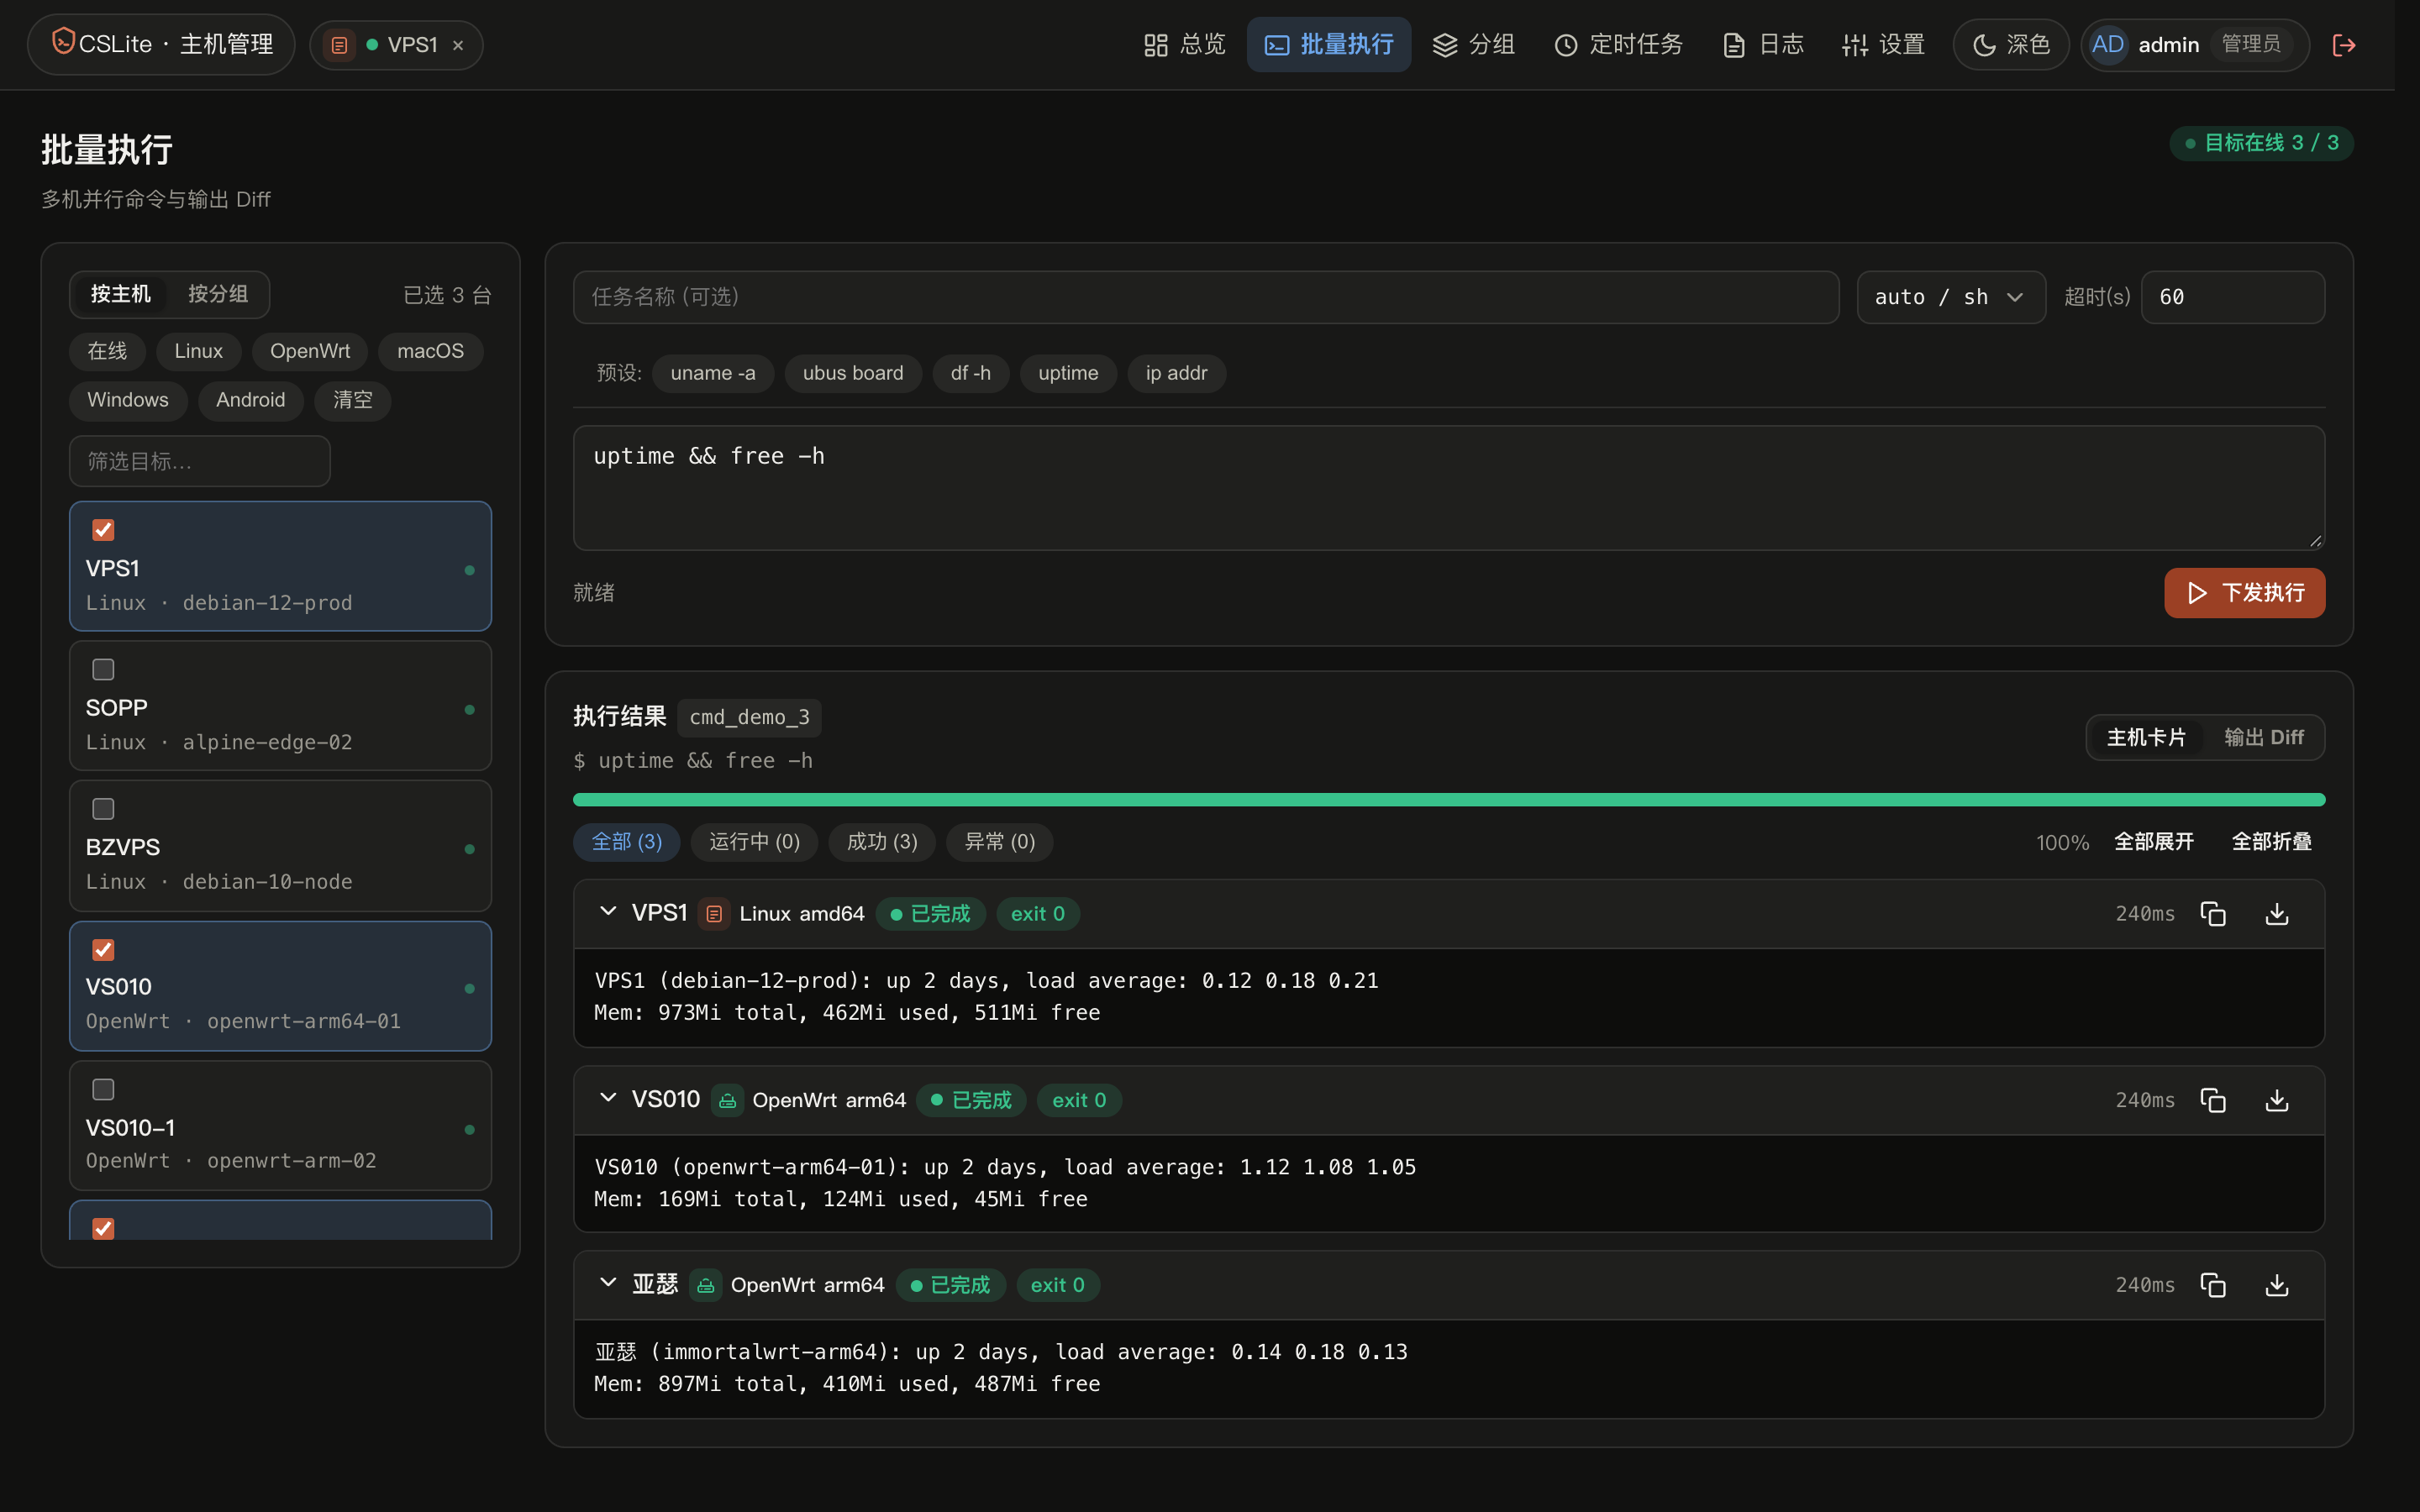 CSLite · 主机管理
VPS1 ×
总览
批量执行
分组
定时任务
日志
设置
深色
AD admin 管理员
批量执行
目标在线 3 / 3
多机并行命令与输出 Diff
按主机 按分组 已选 3 台
在线 Linux OpenWrt macOS
Windows Android 清空
筛选目标...
VPS1
Linux · debian-12-prod
SOPP
Linux · alpine-edge-02
BZVPS
Linux · debian-10-node
VS010
OpenWrt · openwrt-arm64-01
VS010-1
OpenWrt · openwrt-arm-02
任务名称 (可选) auto / sh 超时(s) 60
预设: uname -a ubus board df -h uptime ip addr
uptime && free -h
就绪 下发执行
执行结果 cmd_demo_3
$ uptime && free -h
主机卡片 输出 Diff
全部 (3) 运行中 (0) 成功 (3) 异常 (0) 100% 全部展开 全部折叠
VPS1 Linux amd64 已完成 exit 0 240ms
VPS1 (debian-12-prod): up 2 days, load average: 0.12 0.18 0.21
Mem: 973Mi total, 462Mi used, 511Mi free
VS010 OpenWrt arm64 已完成 exit 0 240ms
VS010 (openwrt-arm64-01): up 2 days, load average: 1.12 1.08 1.05
Mem: 169Mi total, 124Mi used, 45Mi free
亚瑟 OpenWrt arm64 已完成 exit 0 240ms
亚瑟 (immortalwrt-arm64): up 2 days, load average: 0.14 0.18 0.13
Mem: 897Mi total, 410Mi used, 487Mi free